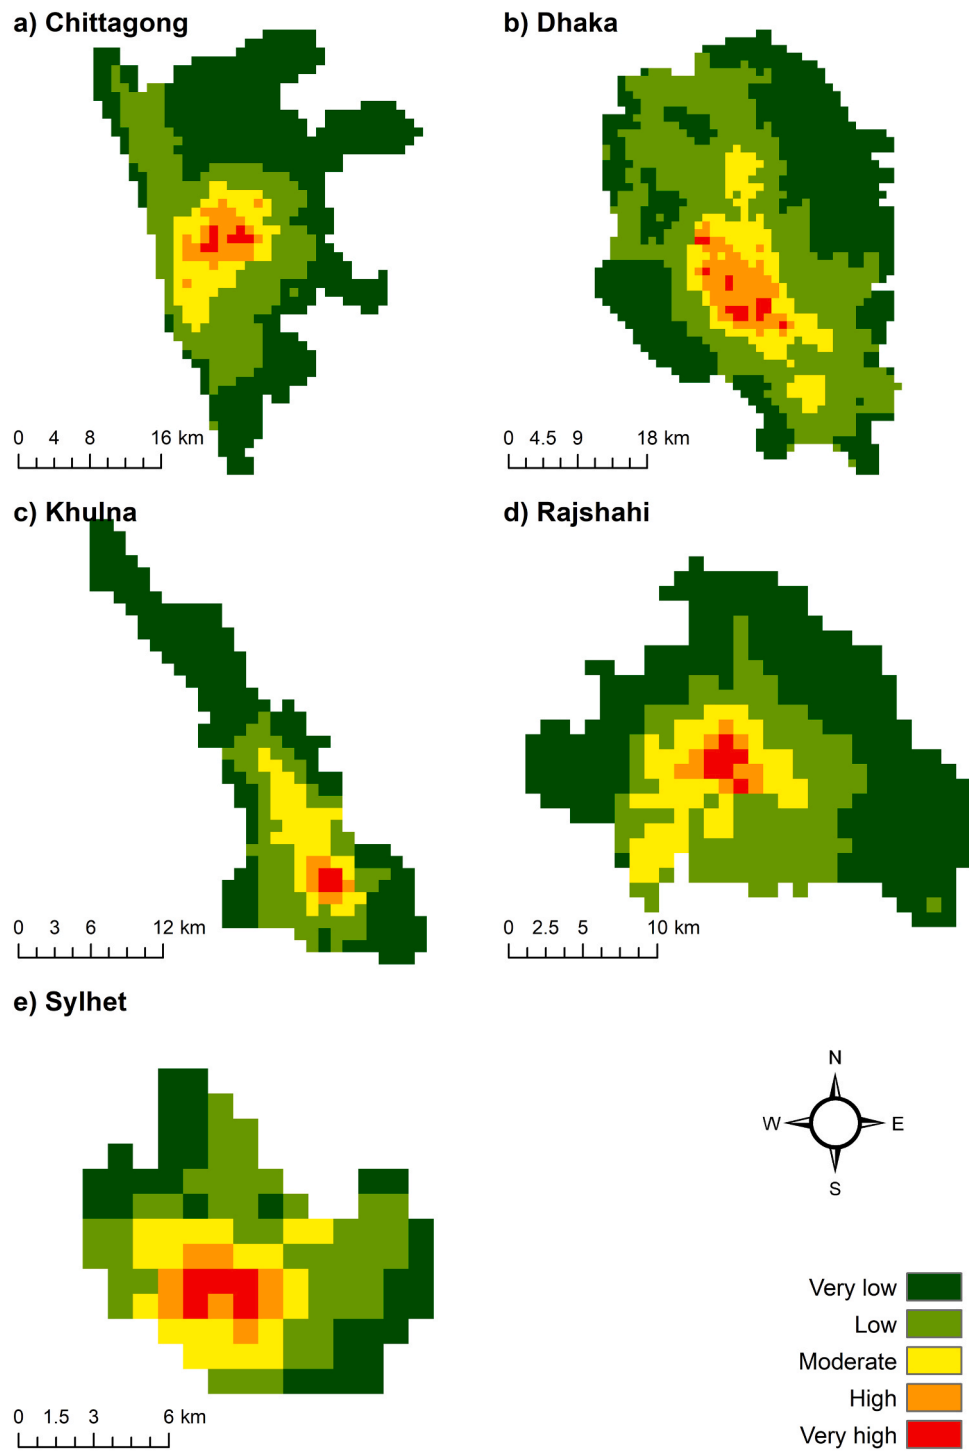 a) Chittagong
b) Dhaka
0 4 8 16 km
0 4.5 9 18 km
c) Khulna
d) Rajshahi
0 3 6 12 km
0 2.5 5 10 km
e) Sylhet
N
W E
S
Very low
Low
Moderate
High
Very high
0 1.5 3 6 km